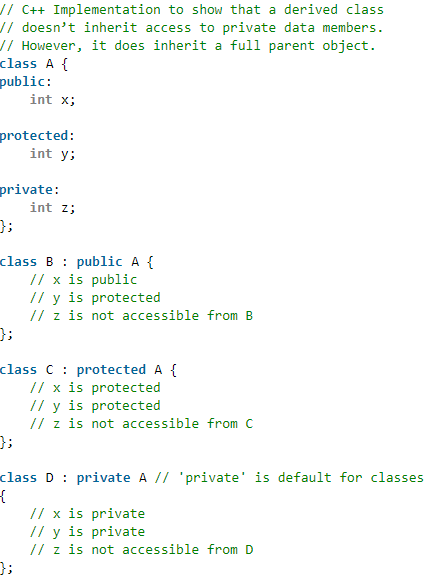 // C++ Implementation to show that a derived class
// doesn’t inherit access to private data members.
// However, it does inherit a full parent object.
class A {
public:
    int x;

protected:
    int y;

private:
    int z;
};

class B : public A {
    // x is public
    // y is protected
    // z is not accessible from B
};

class C : protected A {
    // x is protected
    // y is protected
    // z is not accessible from C
};

class D : private A // 'private' is default for classes
{
    // x is private
    // y is private
    // z is not accessible from D
};